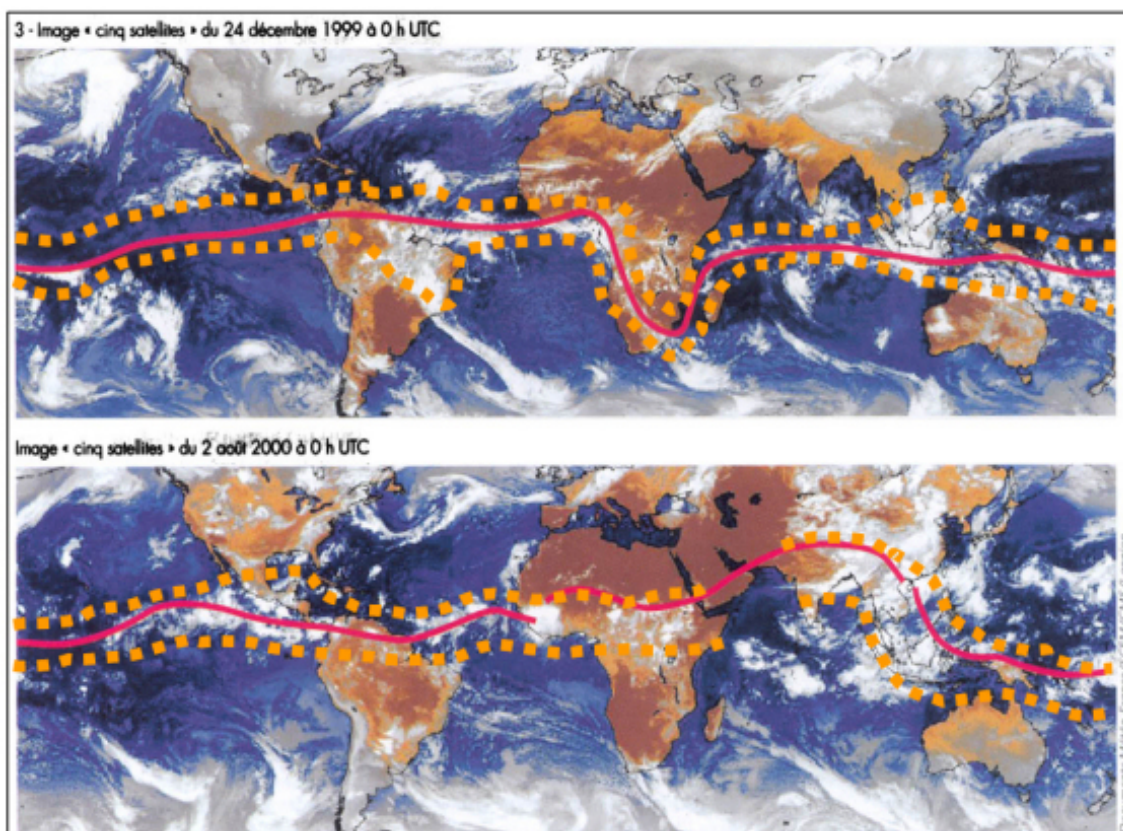 3 - Image « cinq satellites » du 24 décembre 1999 à 0 h UTC
Image « cinq satellites » du 2 août 2000 à 0 h UTC